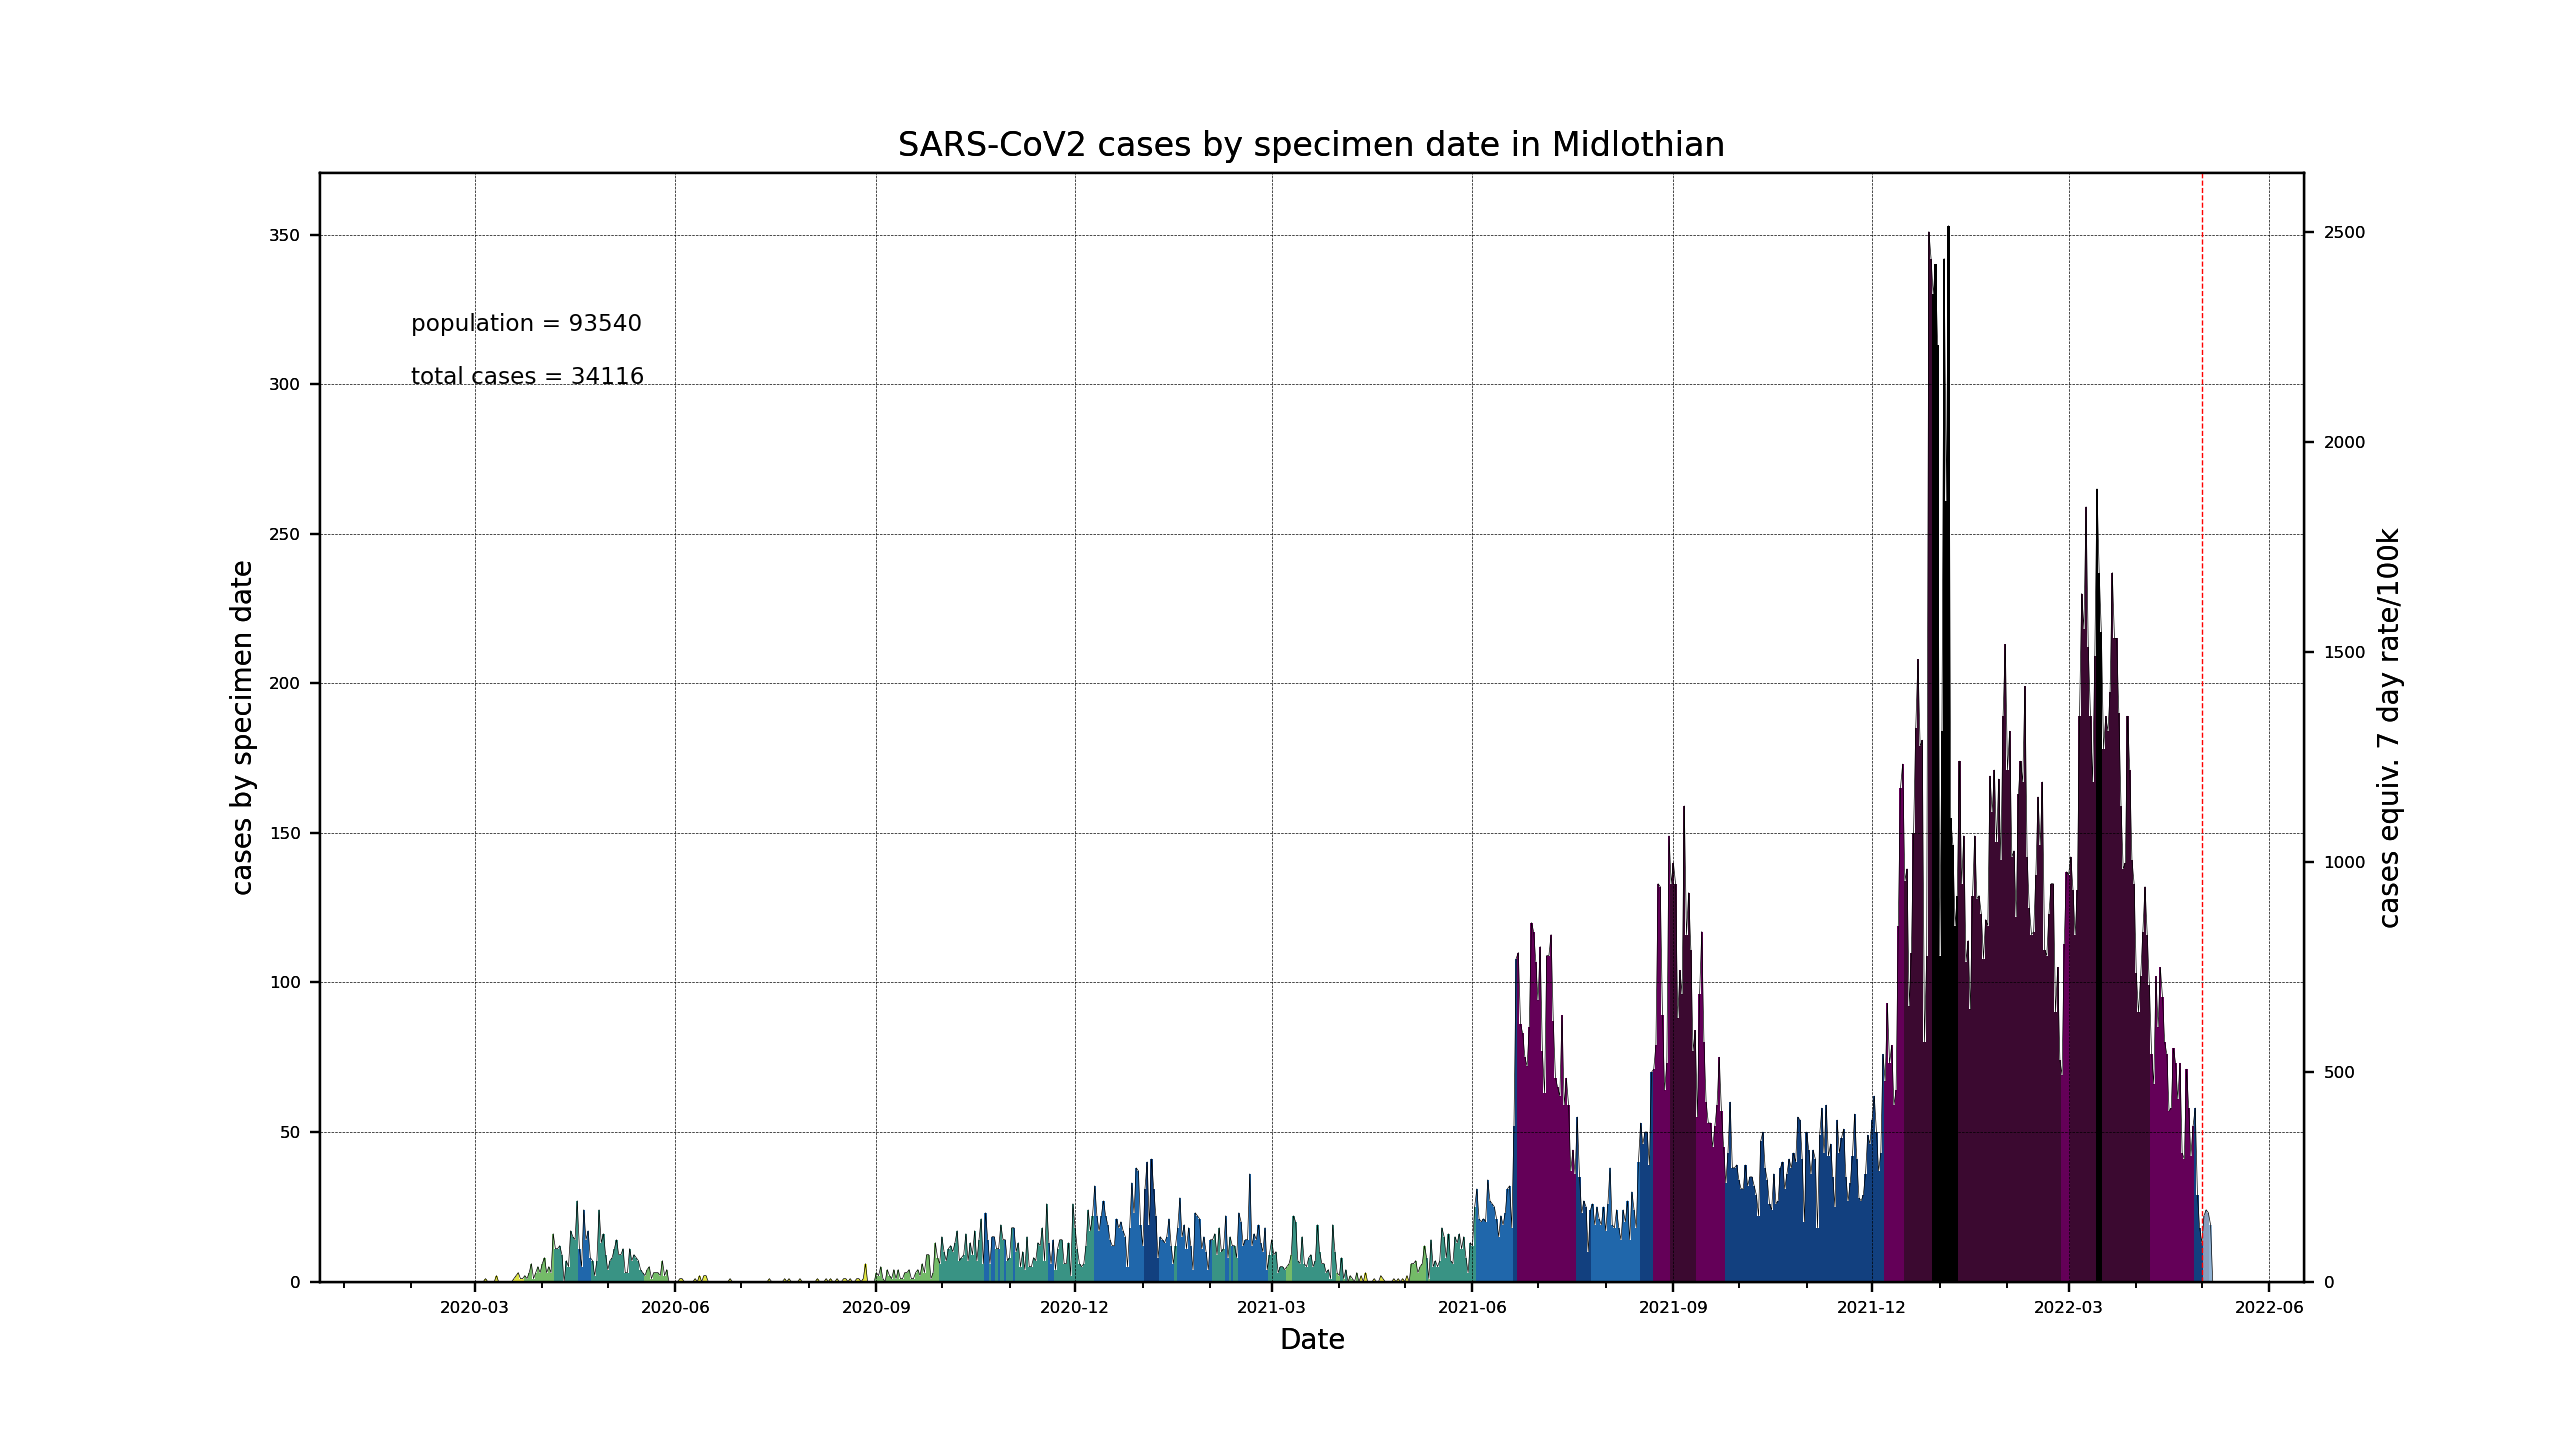 SARS-CoV2 cases by specimen date in Midlothian
population = 93540
total cases = 34116
cases by specimen date
350
300
250
200
150
100
50
0
2500
2000
1500
1000
500
0
cases equiv. 7 day rate/100k
2020-03 2020-06 2020-09 2020-12 2021-03 2021-06 2021-09 2021-12 2022-03 2022-06
Date